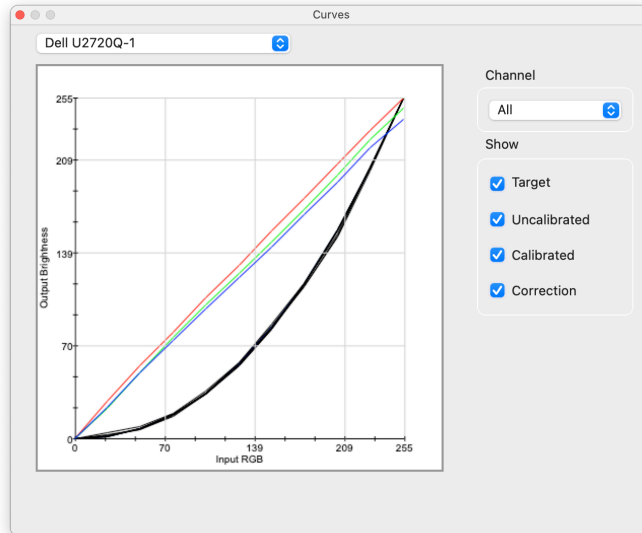 Curves
Dell U2720Q-1
Channel
All
Show
Target
Uncalibrated
Calibrated
Correction
255
209
139
70
0
Output Brightness
0 70 139 209 255
Input RGB